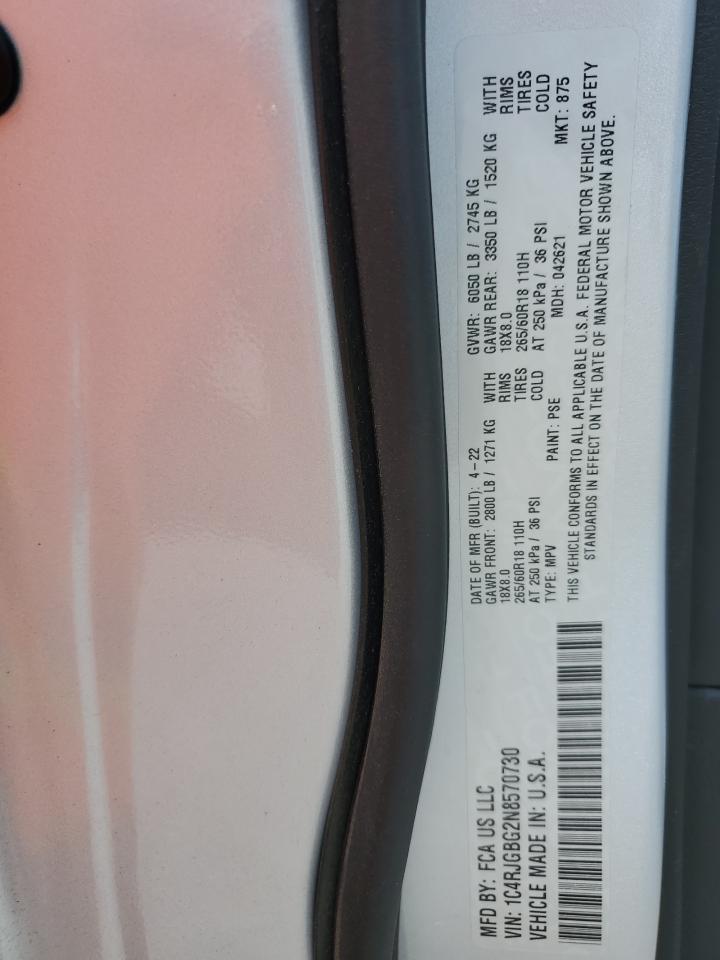 MFD BY: FCA US LLC
VIN: 1C4RJGBG2N8570730
VEHICLE MADE IN: U.S.A.
DATE OF MFR (BUILT): 4-22 GVWR: 6050 LB / 2745 KG
GAWR FRONT: 2800 LB / 1271 KG WITH GAWR REAR: 3350 LB / 1520 KG WITH
18X8.0 RIMS 18X8.0 RIMS
265/60R18 110H TIRES 265/60R18 110H TIRES
AT 250 kPa / 36 PSI COLD AT 250 kPa / 36 PSI COLD
TYPE: MPV PAINT: PSE MDH: 042621 MKT: 875
THIS VEHICLE CONFORMS TO ALL APPLICABLE U.S.A. FEDERAL MOTOR VEHICLE SAFETY
STANDARDS IN EFFECT ON THE DATE OF MANUFACTURE SHOWN ABOVE.